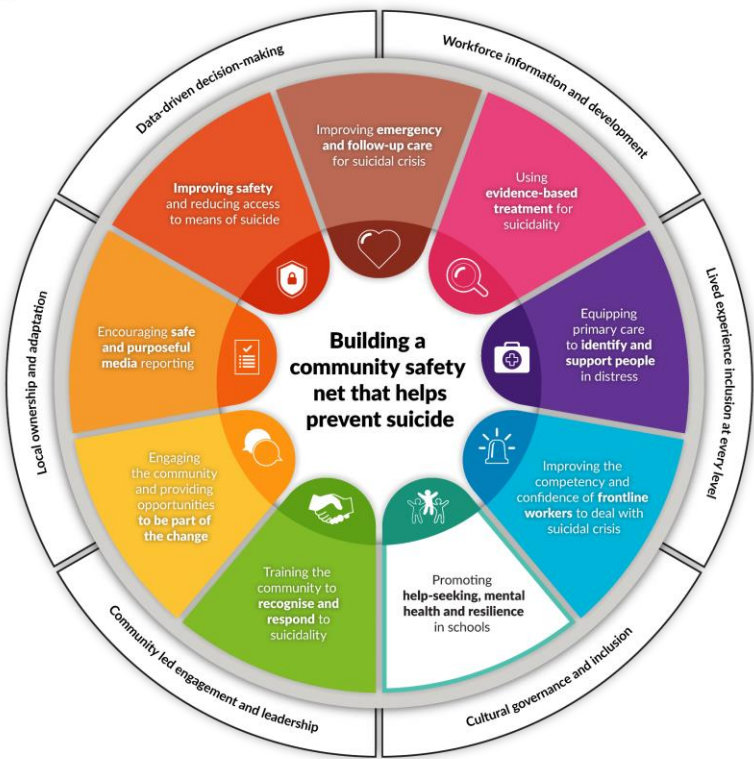 Data-driven decision-making
Workforce information and development
Lived experience inclusion at every level
Cultural governance and inclusion
Community led engagement and leadership
Local ownership and adaptation
Improving emergency
and follow-up care
for suicidal crisis
Using
evidence-based
treatment for
suicidality
Equipping
primary care
to identify and
support people
in distress
Improving the
competency and
confidence of frontline
workers to deal with
suicidal crisis
Promoting
help-seeking, mental
health and resilience
in schools
Training the
community to
recognise and
respond to
suicidality
Engaging
the community
and providing
opportunities
to be part of
the change
Encouraging safe
and purposeful
media reporting
Improving safety
and reducing access
to means of suicide
Building a
community safety
net that helps
prevent suicide